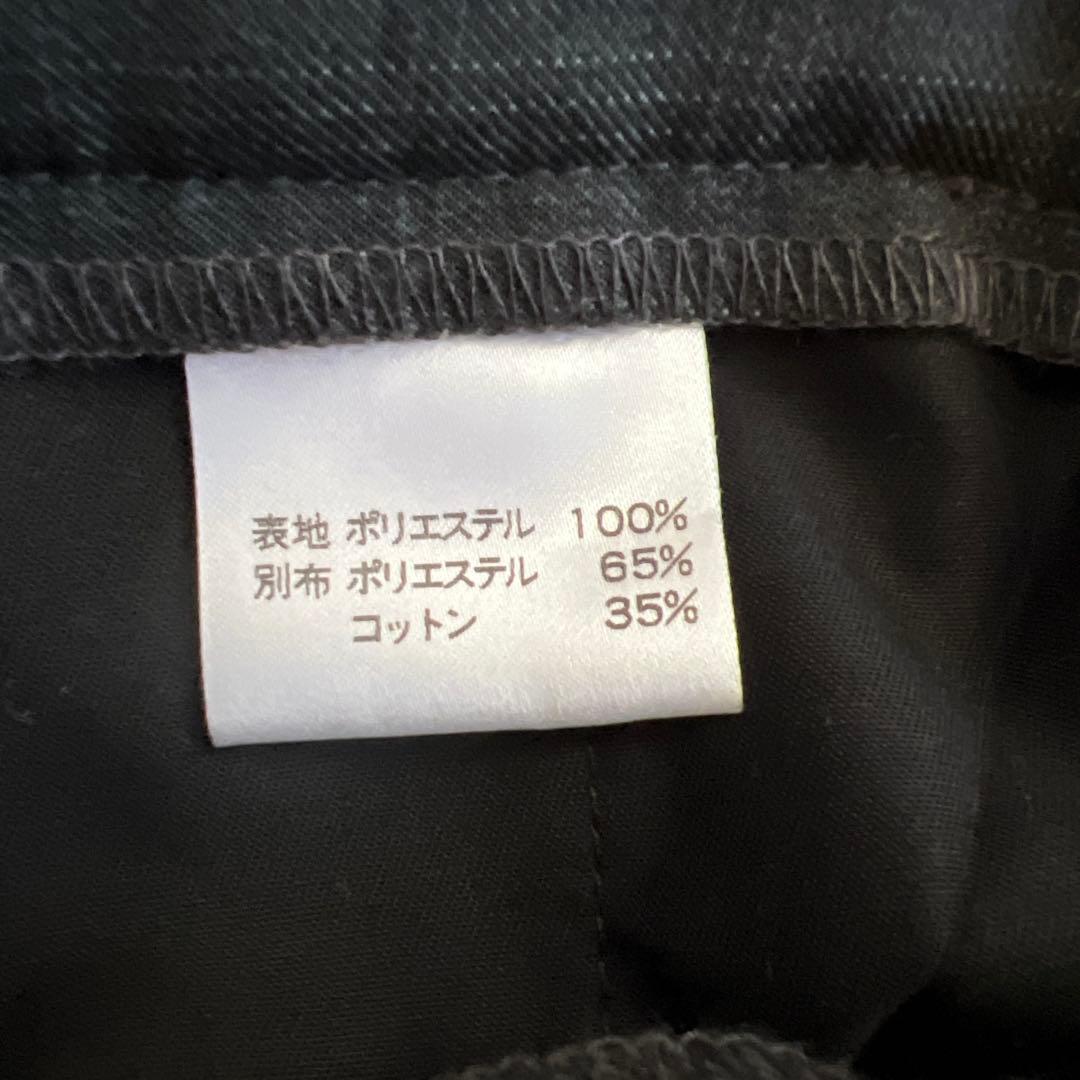 表地 ポリエステル 100%
別布 ポリエステル 65%
コットン 35%